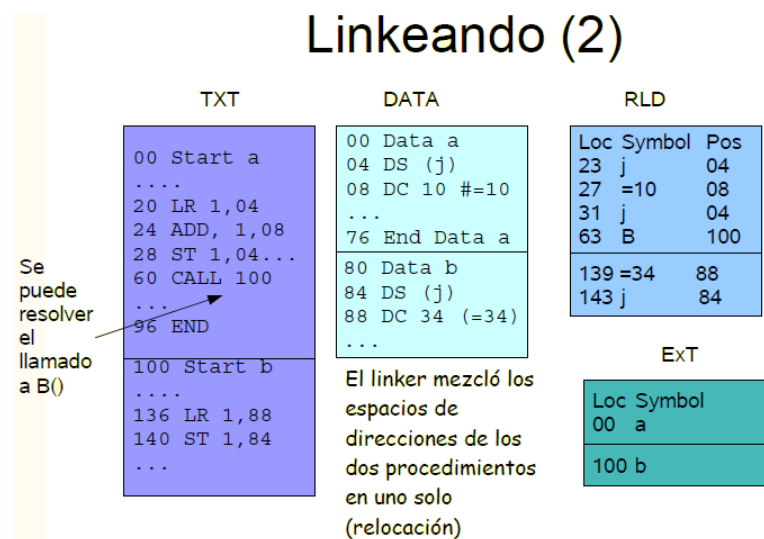 Linkeando (2)
TXT
00 Start a
....
20 LR 1,04
24 ADD, 1,08
28 ST 1,04...
60 CALL 100
...
96 END
100 Start b
....
136 LR 1,88
140 ST 1,84
...
Se
puede
resolver
el
llamado
a B()
DATA
00 Data a
04 DS (j)
08 DC 10 #=10
...
76 End Data a
80 Data b
84 DS (j)
88 DC 34 (=34)
...
El linker mezcló los
espacios de
direcciones de los
dos procedimientos
en uno solo
(relocación)
RLD
Loc Symbol Pos
23 j 04
27 =10 08
31 j 04
63 B 100
139 =34 88
143 j 84
ExT
Loc Symbol
00 a
100 b